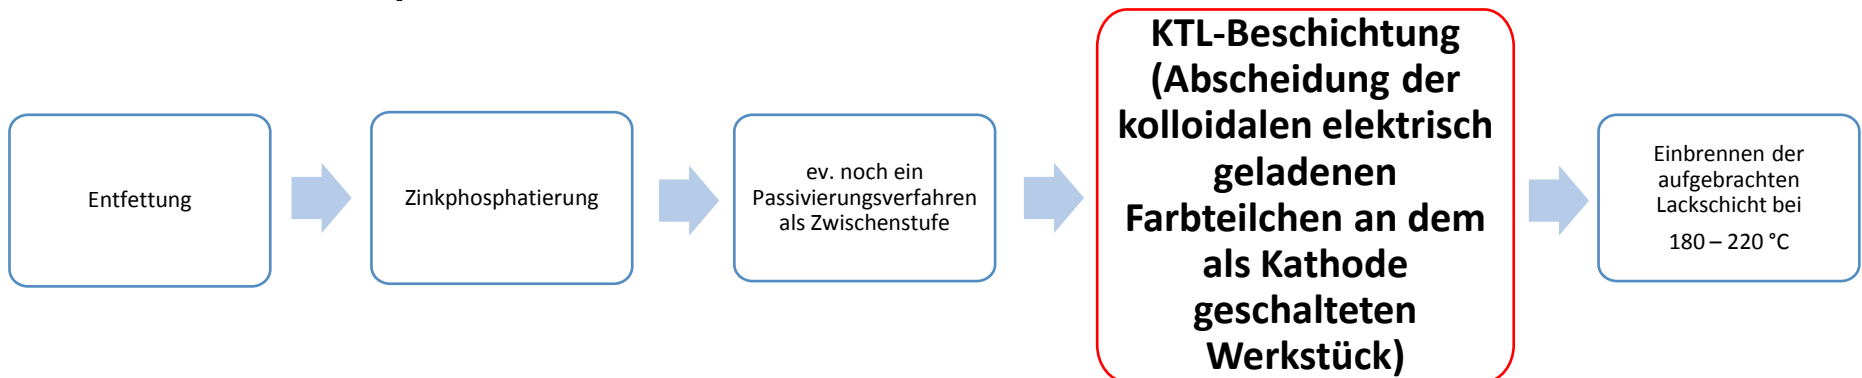 Entfettung
Zinkphosphatierung
ev. noch ein
Passivierungsverfahren
als Zwischenstufe
KTL-Beschichtung
(Abscheidung der
kolloidalen elektrisch
geladenen
Farbteilchen an dem
als Kathode
geschalteten
Werkstück)
Einbrennen der
aufgebrachten
Lackschicht bei
180 – 220 °C